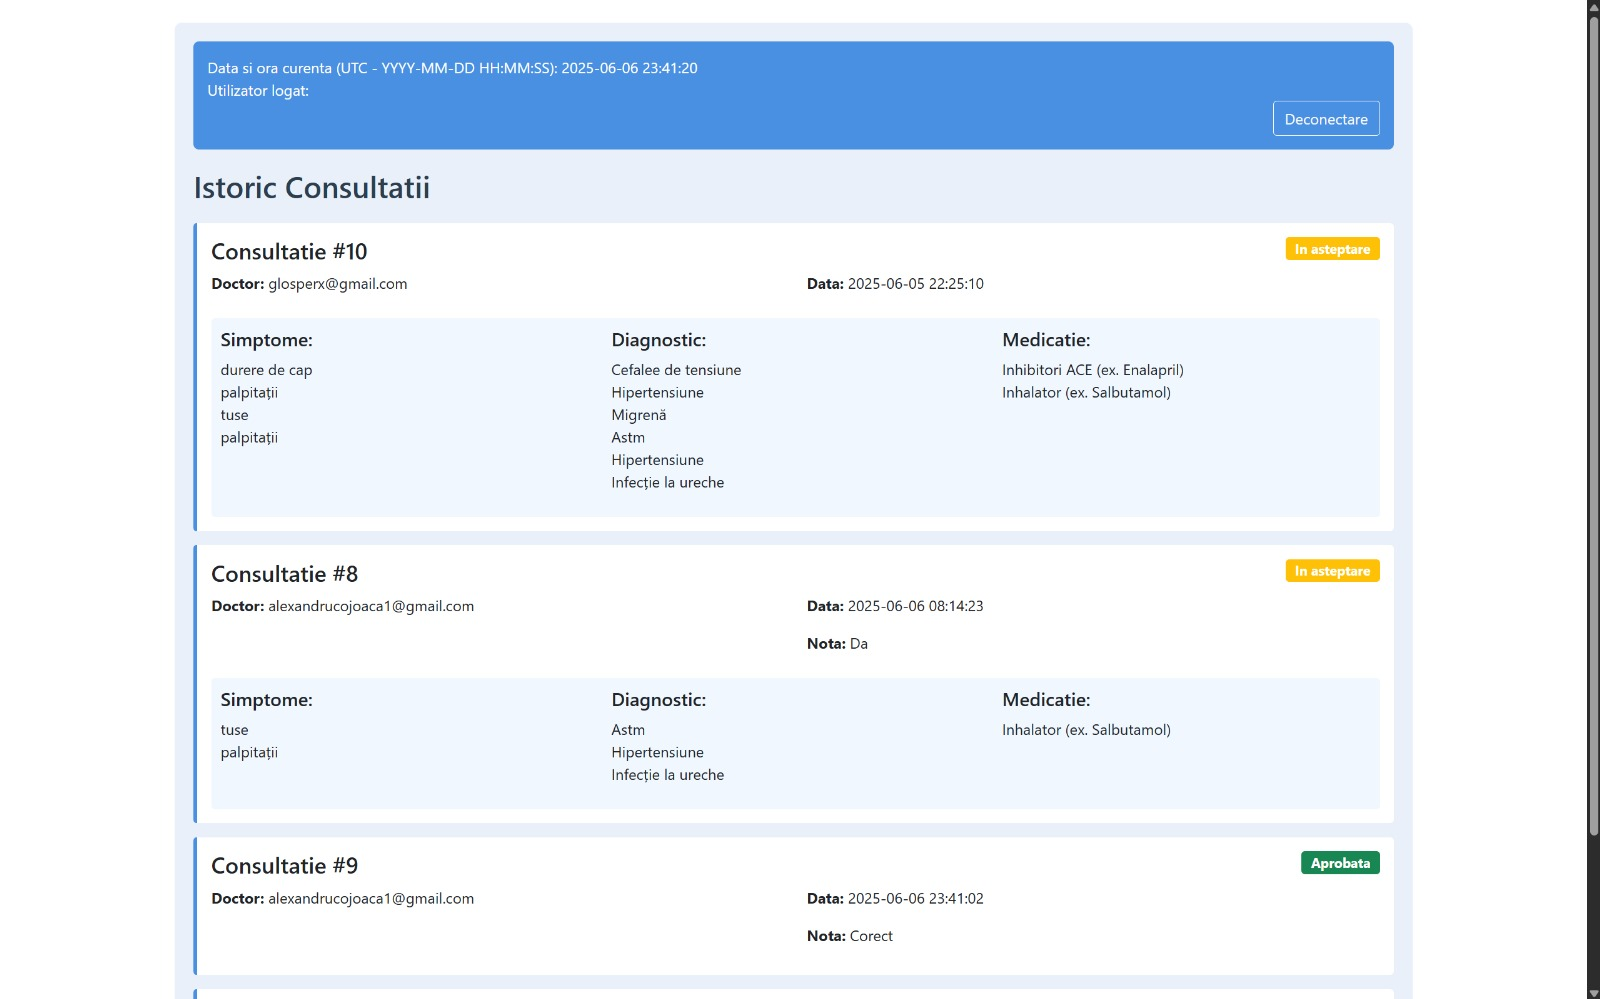 Data si ora curenta (UTC - YYYY-MM-DD HH:MM:SS): 2025-06-06 23:41:20
Utilizator logat:
Deconectare
Istoric Consultatii
Consultatie #10
In asteptare
Doctor: glosperx@gmail.com
Data: 2025-06-05 22:25:10
Simptome:
durere de cap
palpitații
tuse
palpitații
Diagnostic:
Cefalee de tensiune
Hipertensiune
Migrenă
Astm
Hipertensiune
Infecție la ureche
Medicatie:
Inhibitori ACE (ex. Enalapril)
Inhalator (ex. Salbutamol)
Consultatie #8
In asteptare
Doctor: alexandrucojoaca1@gmail.com
Data: 2025-06-06 08:14:23
Nota: Da
Simptome:
tuse
palpitații
Diagnostic:
Astm
Hipertensiune
Infecție la ureche
Medicatie:
Inhalator (ex. Salbutamol)
Consultatie #9
Aprobata
Doctor: alexandrucojoaca1@gmail.com
Data: 2025-06-06 23:41:02
Nota: Corect